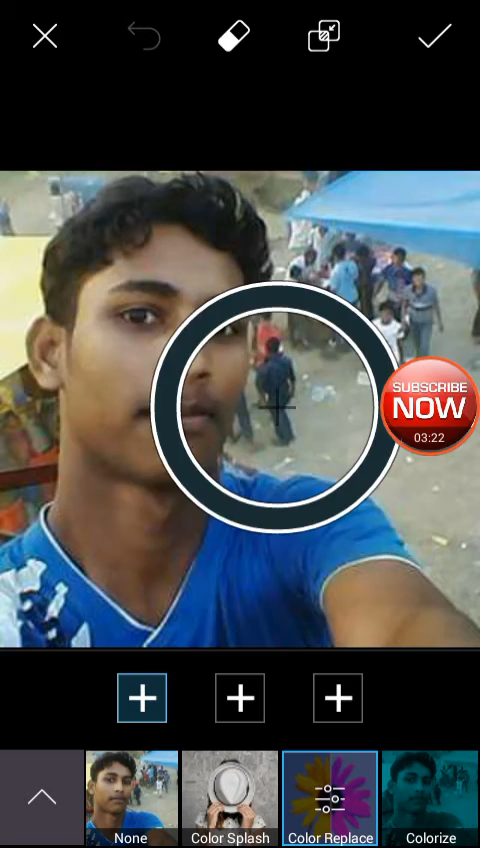 SUBSCRIBE
NOW
03:22
None
Color Splash
Color Replace
Colorize